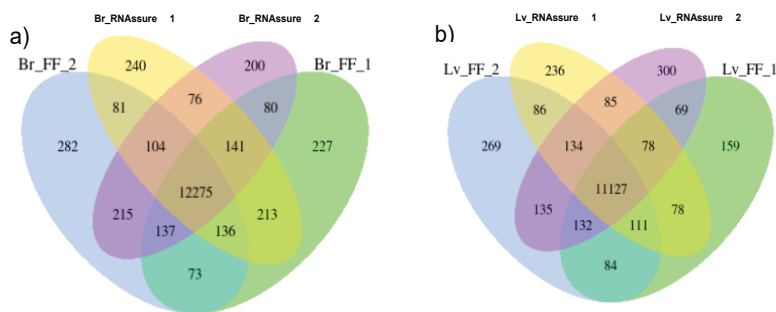 Br_RNAssure 1 Br_RNAssure 2
a)
Br_FF_2 240 200 Br_FF_1
81 76 80
282 104 141 227
12275
215 213
137 136
73
Lv_RNAssure 1 Lv_RNAssure 2
b)
Lv_FF_2 236 300 Lv_FF_1
86 85 69
269 134 78 159
11127
135 78
132 111
84